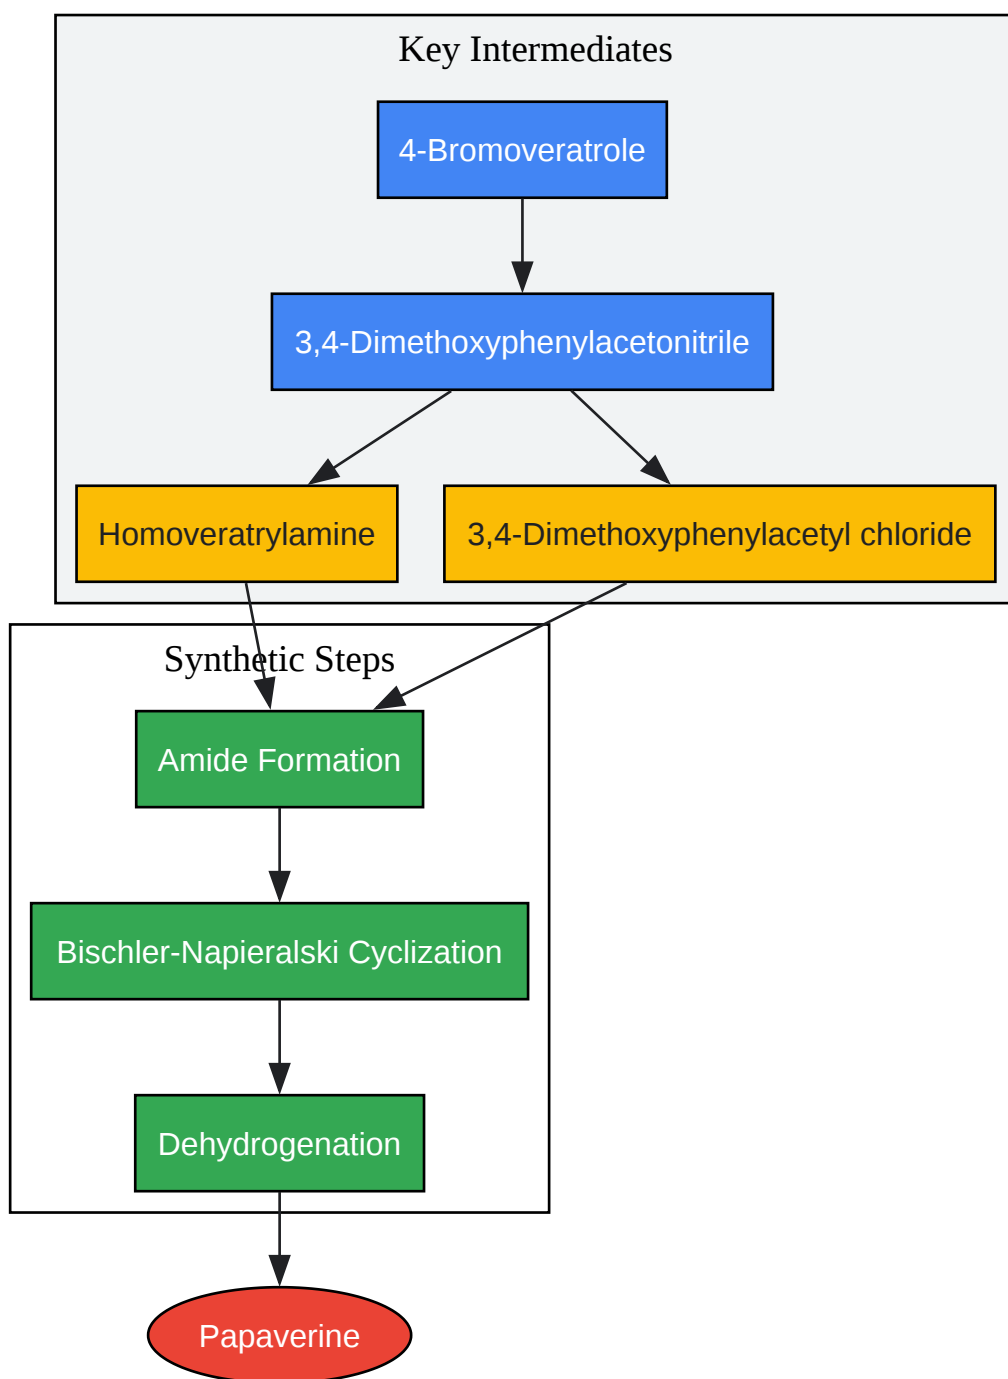 Key Intermediates
4-Bromoveratrole
3,4-Dimethoxyphenylacetonitrile
Homoveratrylamine
3,4-Dimethoxyphenylacetyl chloride
Synthetic Steps
Amide Formation
Bischler-Napieralski Cyclization
Dehydrogenation
Papaverine